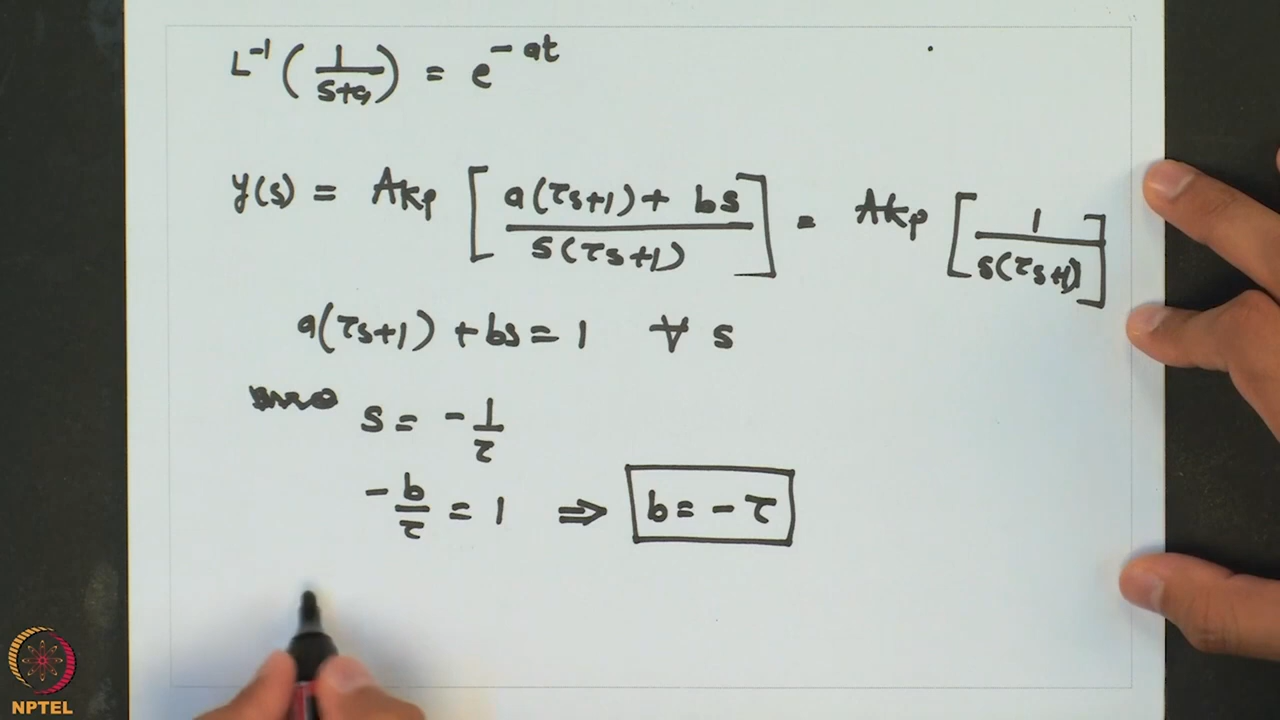 L⁻¹ ( 1/(s+a) ) = e^(-at)
y(s) = AKp [ (a(τs+1) + bs) / (s(τs+1)) ] = AKp [ 1 / (s(τs+1)) ]
a(τs+1) + bs = 1 ∀ s
s = - 1/τ
- b/τ = 1 ⇒ b = - τ
NPTEL